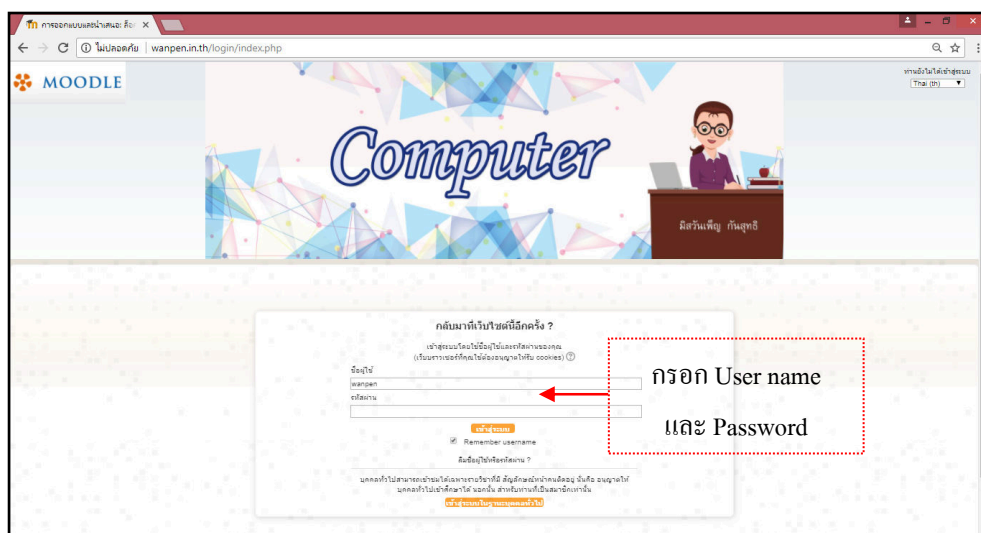 การออกแบบและนำเสนอ: ล็อ
ไม่ปลอดภัย | wanpen.in.th/login/index.php
MOODLE
ท่านยังไม่ได้เข้าสู่ระบบ
Thai (th)
Computer
มิสวันเพ็ญ กันสุทธิ
กลับมาที่เว็บไซต์นี้อีกครั้ง ?
เข้าสู่ระบบโดยใช้ชื่อผู้ใช้และรหัสผ่านของคุณ
(เว็บบราวเซอร์ที่คุณใช้ต้องอนุญาตให้รับ cookies)
ชื่อผู้ใช้
wanpen
รหัสผ่าน
เข้าสู่ระบบ
Remember username
ลืมชื่อผู้ใช้หรือรหัสผ่าน ?
บุคคลทั่วไปสามารถเข้าชมได้เฉพาะรายวิชาที่มี สัญลักษณ์หน้าคนติดอยู่ นั่นคือ อนุญาตให้
บุคคลทั่วไปเข้าศึกษาได้ นอกนั้น สำหรับท่านที่เป็นสมาชิกเท่านั้น
เข้าสู่ระบบในฐานะบุคคลทั่วไป
กรอก User name
และ Password